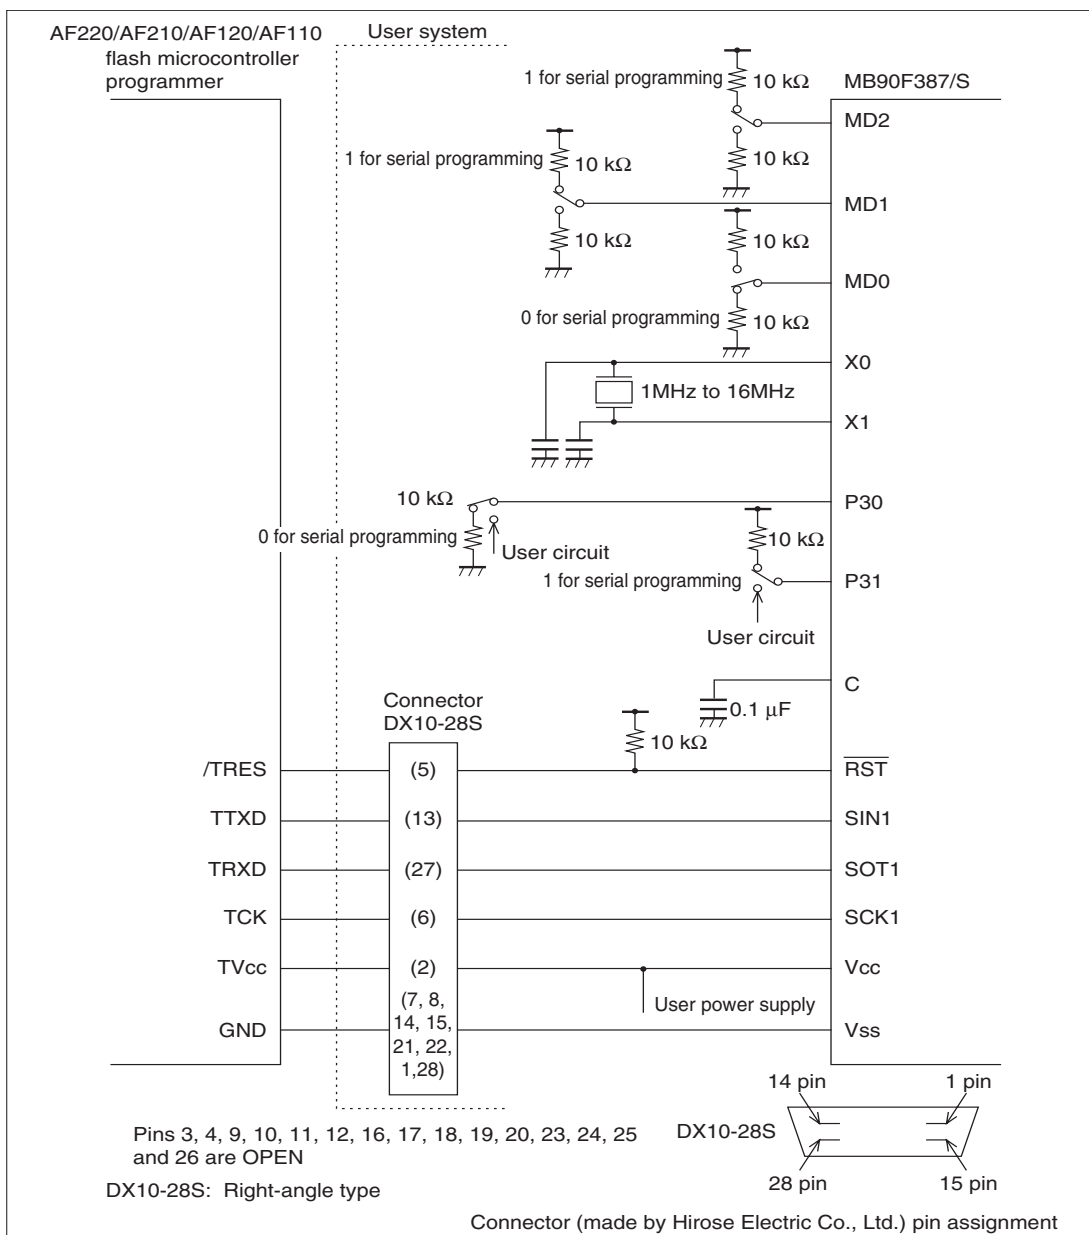 AF220/AF210/AF120/AF110
flash microcontroller
programmer
User system
MB90F387/S
1 for serial programming
10 kΩ
MD2
10 kΩ
1 for serial programming
10 kΩ
MD1
10 kΩ
10 kΩ
MD0
0 for serial programming
10 kΩ
X0
1MHz to 16MHz
X1
10 kΩ
P30
0 for serial programming
User circuit
10 kΩ
1 for serial programming
P31
User circuit
C
0.1 μF
Connector
DX10-28S
10 kΩ
/TRES
(5)
RST
TTXD
(13)
SIN1
TRXD
(27)
SOT1
TCK
(6)
SCK1
TVcc
(2)
Vcc
User power supply
GND
(7, 8,
14, 15,
21, 22,
1,28)
Vss
14 pin
1 pin
DX10-28S
28 pin
15 pin
Pins 3, 4, 9, 10, 11, 12, 16, 17, 18, 19, 20, 23, 24, 25
and 26 are OPEN
DX10-28S: Right-angle type
Connector (made by Hirose Electric Co., Ltd.) pin assignment